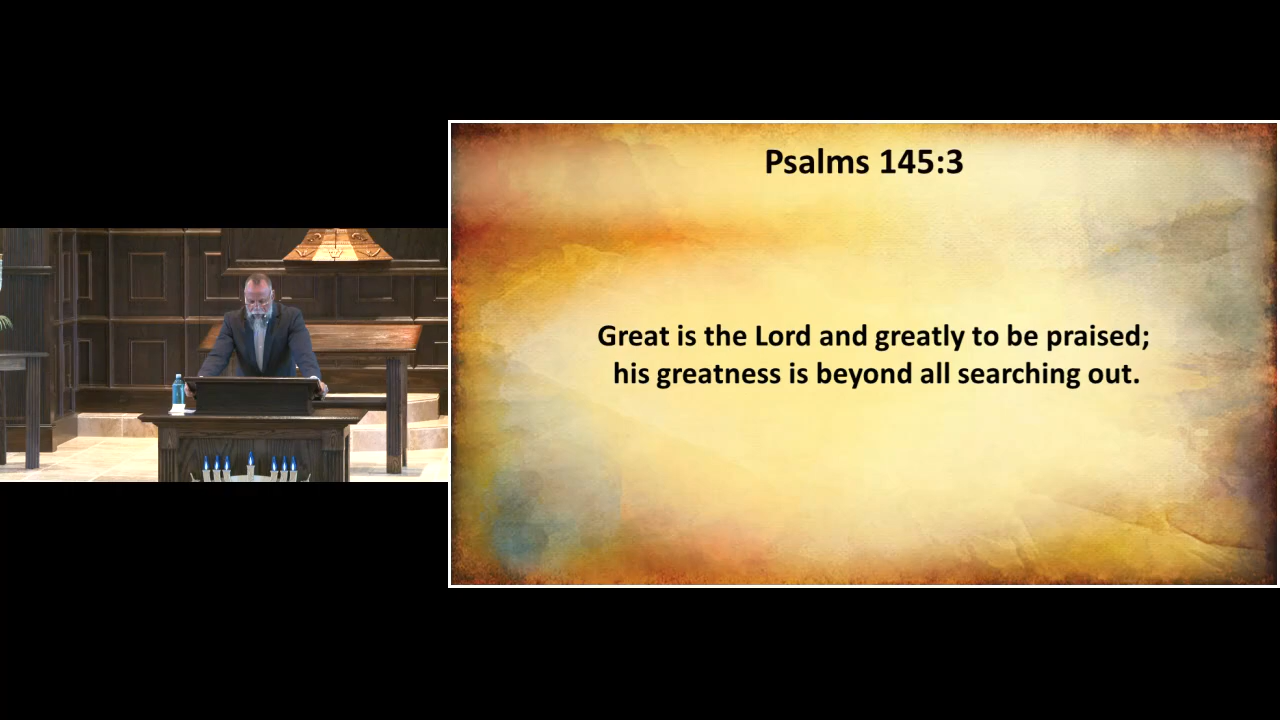 Psalms 145:3
Great is the Lord and greatly to be praised;
his greatness is beyond all searching out.